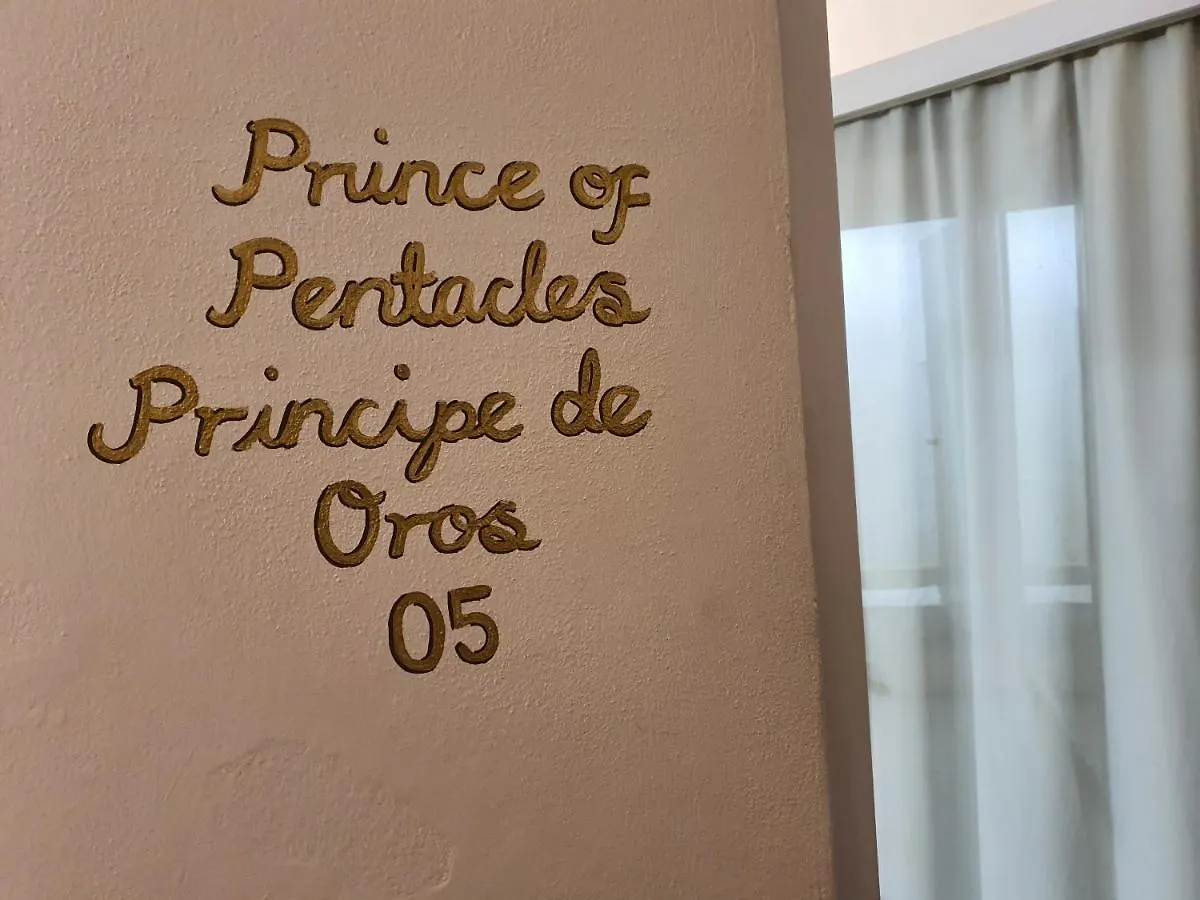 Prince of
Pentacles
Principe de
Oros
05